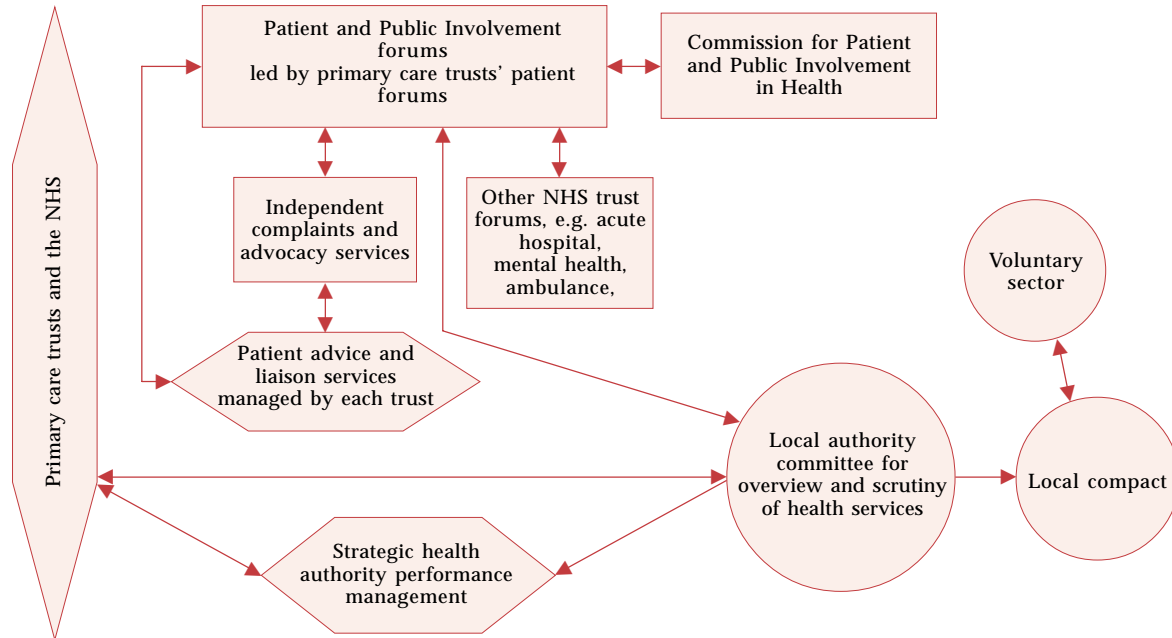 Primary care trusts and the NHS
Patient and Public Involvement
forums
led by primary care trusts’ patient
forums
Commission for Patient
and Public Involvement
in Health
Independent
complaints and
advocacy services
Other NHS trust
forums, e.g. acute
hospital,
mental health,
ambulance,
Voluntary
sector
Patient advice and
liaison services
managed by each trust
Local authority
committee for
overview and scrutiny
of health services
Local compact
Strategic health
authority performance
management